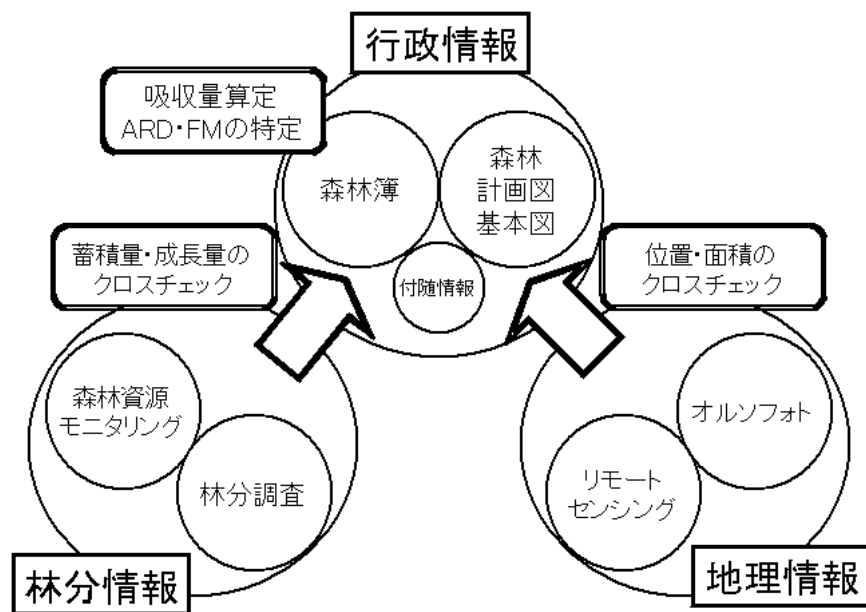 行政情報
吸収量算定
ARD・FMの特定
森林簿
森林
計画図
基本図
付随情報
蓄積量・成長量の
クロスチェック
位置・面積の
クロスチェック
森林資源
モニタリング
林分調査
オルソフォト
リモート
センシング
林分情報
地理情報